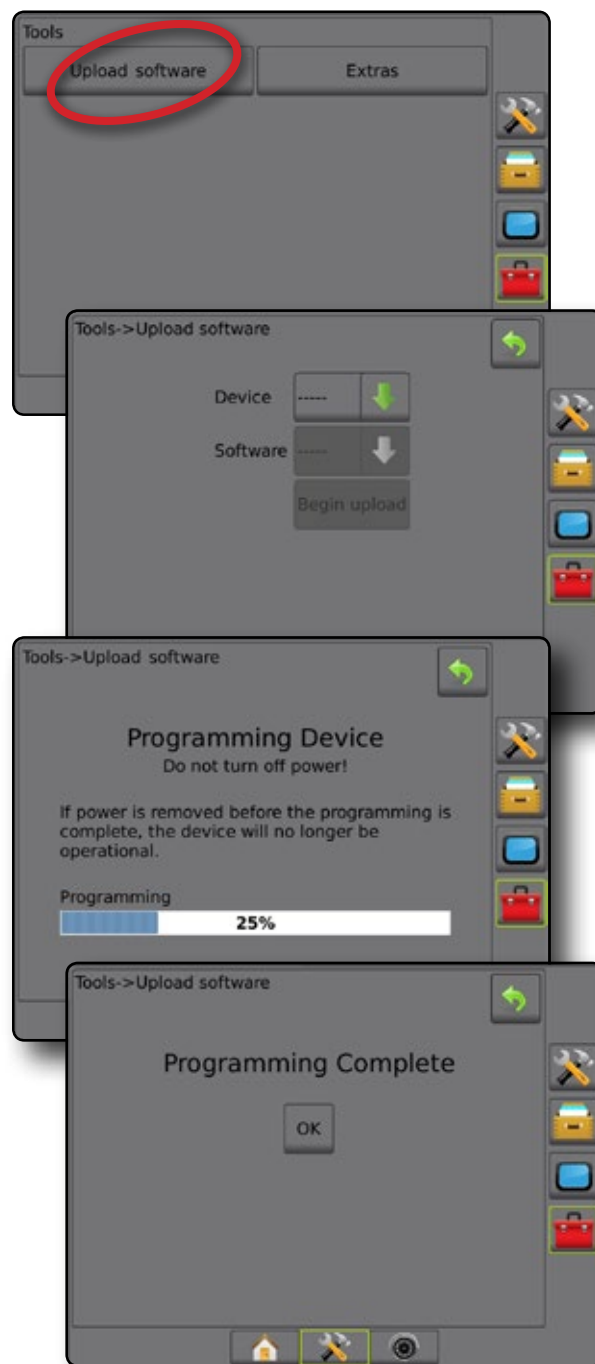 Tools
Upload software
Extras
Tools->Upload software
Device
-----
Software
-----
Begin upload
Tools->Upload software
Programming Device
Do not turn off power!
If power is removed before the programming is
complete, the device will no longer be
operational.
Programming
25%
Tools->Upload software
Programming Complete
OK